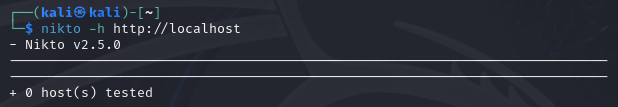 ┌──(kali㉿kali)-[~]
└─$ nikto -h http://localhost
- Nikto v2.5.0
---------------------------------------------------------------------------
---------------------------------------------------------------------------
+ 0 host(s) tested